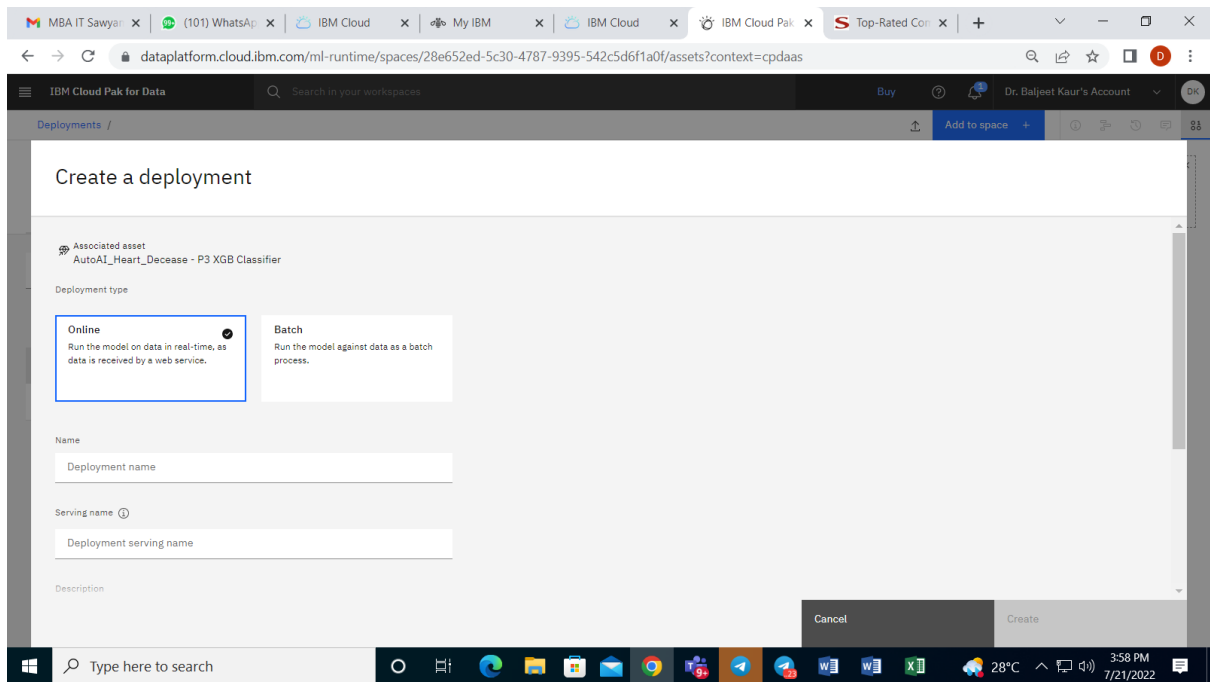 MBA IT Sawyan
(101) WhatsAp
IBM Cloud
My IBM
IBM Cloud
IBM Cloud Pak
Top-Rated Con
dataplatform.cloud.ibm.com/ml-runtime/spaces/28e652ed-5c30-4787-9395-542c5d6f1a0f/assets?context=cpdaas
D
IBM Cloud Pak for Data
Search in your workspaces
Buy
1
Dr. Baljeet Kaur's Account
DK
Deployments /
Add to space +
Create a deployment
Associated asset
AutoAI_Heart_Decease - P3 XGB Classifier
Deployment type
Online
Run the model on data in real-time, as
data is received by a web service.
Batch
Run the model against data as a batch
process.
Name
Deployment name
Serving name
Deployment serving name
Description
Cancel
Create
Type here to search
9+
23
28°C
3:58 PM
7/21/2022